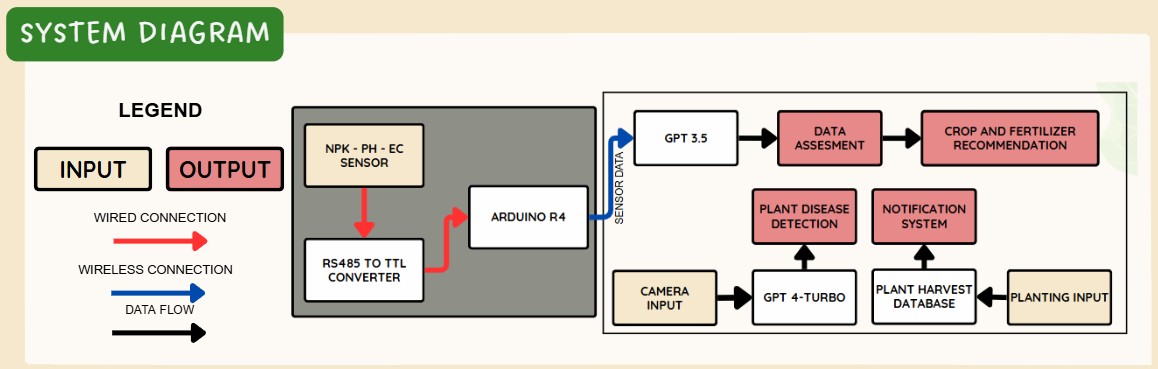 SYSTEM DIAGRAM
LEGEND
INPUT
OUTPUT
WIRED CONNECTION
WIRELESS CONNECTION
DATA FLOW
NPK - PH - EC
SENSOR
RS485 TO TTL
CONVERTER
ARDUINO R4
SENSOR DATA
GPT 3.5
DATA
ASSESMENT
CROP AND FERTILIZER
RECOMMENDATION
PLANT DISEASE
DETECTION
NOTIFICATION
SYSTEM
CAMERA
INPUT
GPT 4-TURBO
PLANT HARVEST
DATABASE
PLANTING INPUT